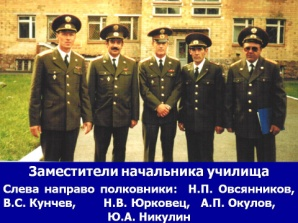 Заместители начальника училища
Слева направо полковники: Н.П. Овсянников,
В.С. Кунчев, Н.В. Юрковец, А.П. Окулов,
Ю.А. Никулин